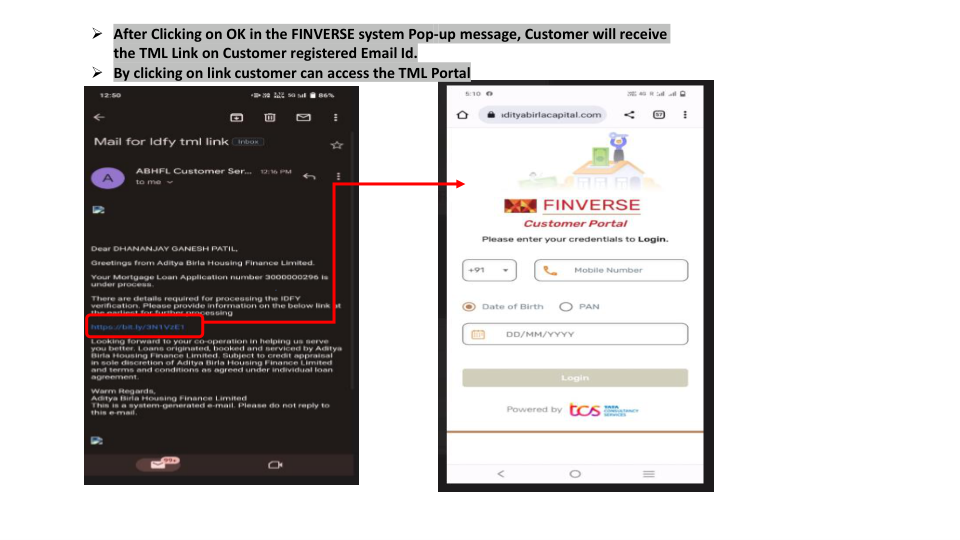 After Clicking on OK in the FINVERSE system Pop-up message, Customer will receive
the TML Link on Customer registered Email Id.
By clicking on link customer can access the TML Portal
12:50
5G
86%
Mail for Idfy tml link Inbox
A
ABHFL Customer Ser... 12:16 PM
to me
Dear DHANANJAY GANESH PATIL,
Greetings from Aditya Birla Housing Finance Limited.
Your Mortgage Loan Application number 3000000296 is
under process.
There are details required for processing the IDFY
verification. Please provide information on the below link at
the earliest for further processing
https://bit.ly/3N1VzE1
Looking forward to your co-operation in helping us serve
you better. Loans originated, booked and serviced by Aditya
Birla Housing Finance Limited. Subject to credit appraisal
in sole discretion of Aditya Birla Housing Finance Limited
and terms and conditions as agreed under individual loan
agreement.
Warm Regards,
Aditya Birla Housing Finance Limited
This is a system-generated e-mail. Please do not reply to
this e-mail.
99+
5:10
4G
adityabirlacapital.com
57
FINVERSE
Customer Portal
Please enter your credentials to Login.
+91
Mobile Number
Date of Birth
PAN
DD/MM/YYYY
Login
Powered by tcs TATA
CONSULTANCY
SERVICES